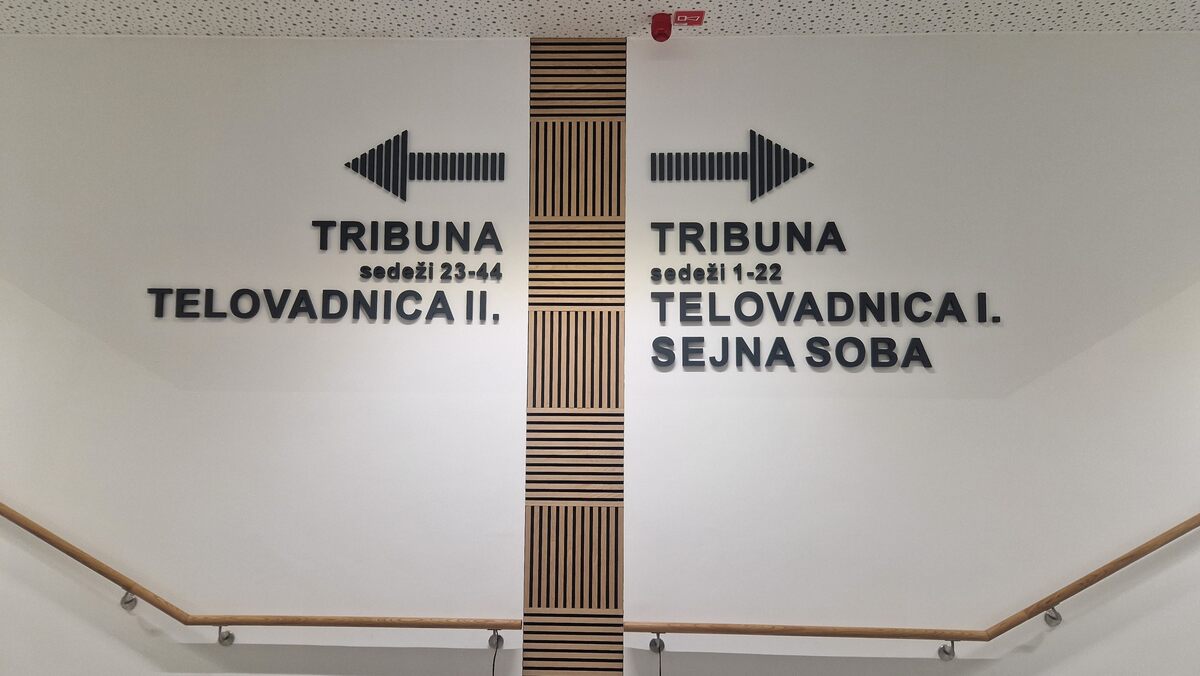 TRIBUNA
sedeži 23-44
TELOVADNICA II.
TRIBUNA
sedeži 1-22
TELOVADNICA I.
SEJNA SOBA